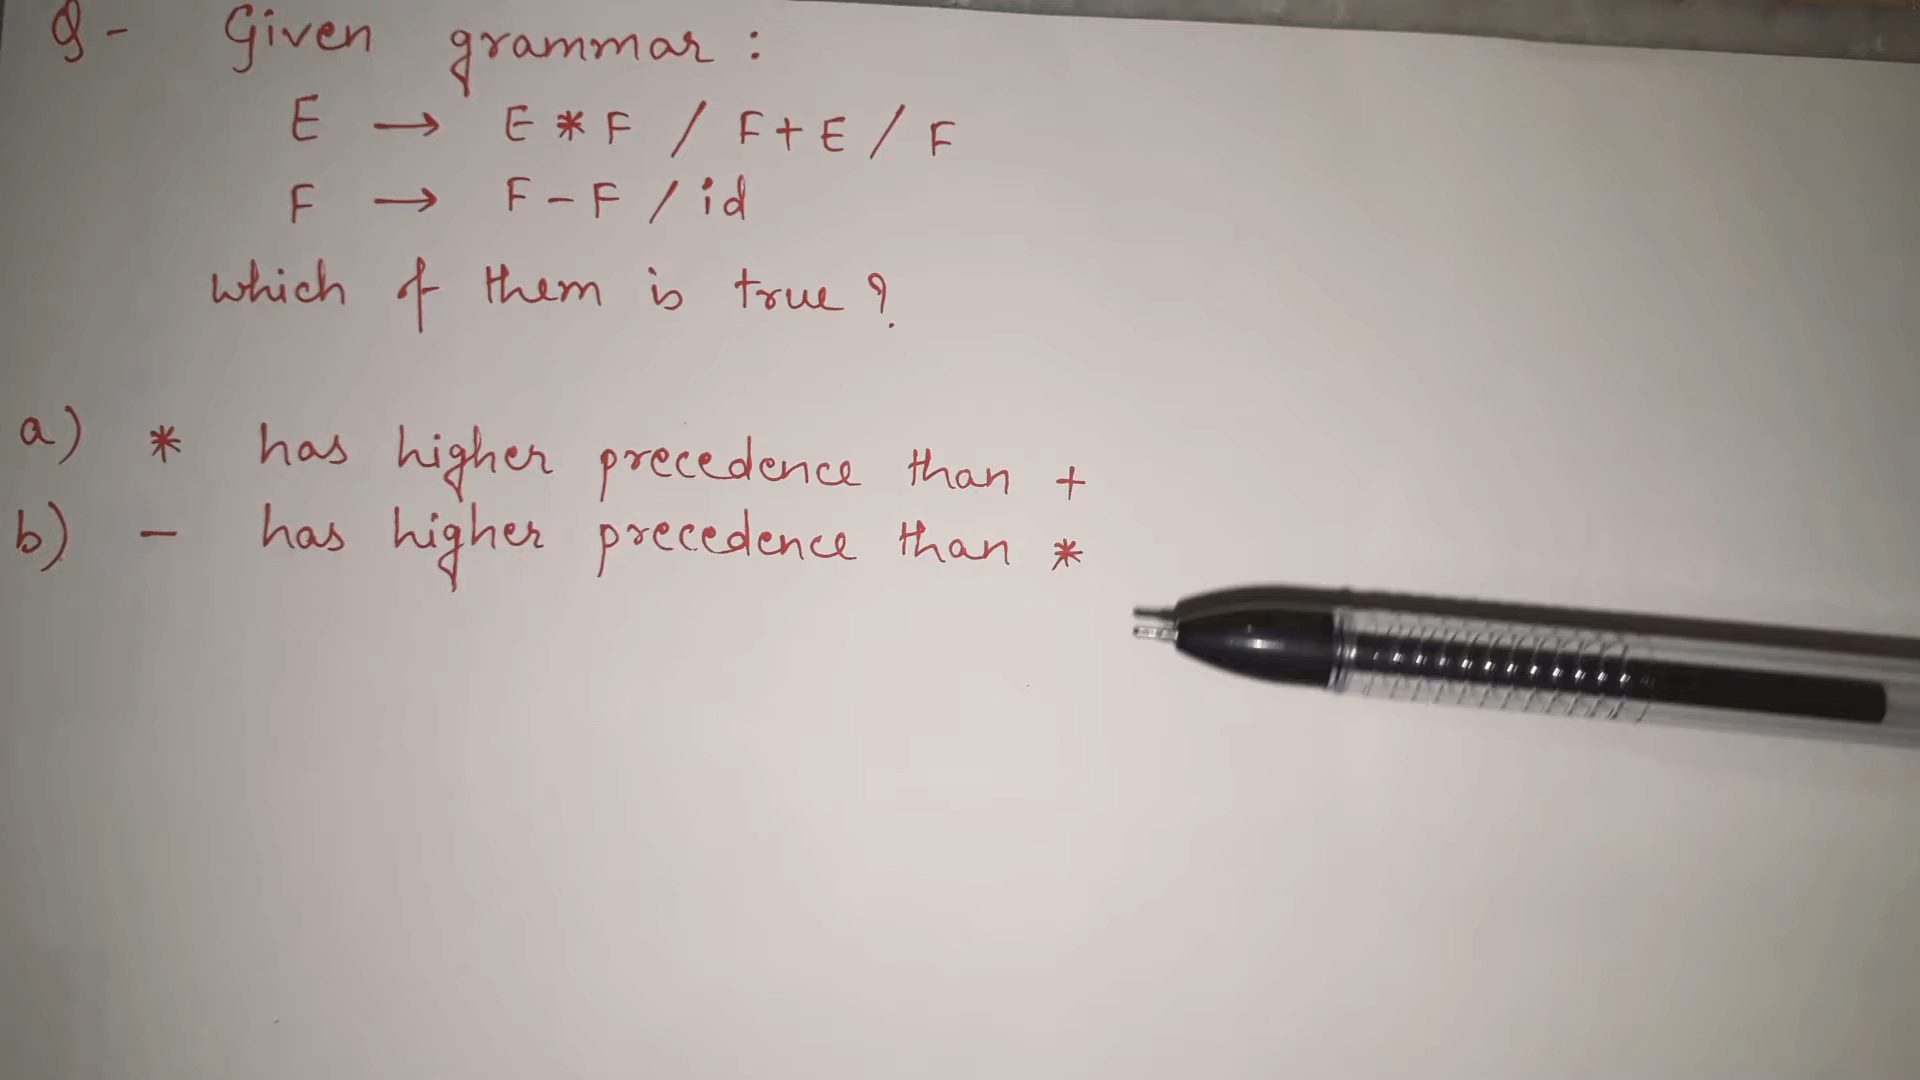 Q - Given grammar :
E → E * F / F + E / F
F → F - F / id
which of them is true ?
a) * has higher precedence than +
b) - has higher precedence than *